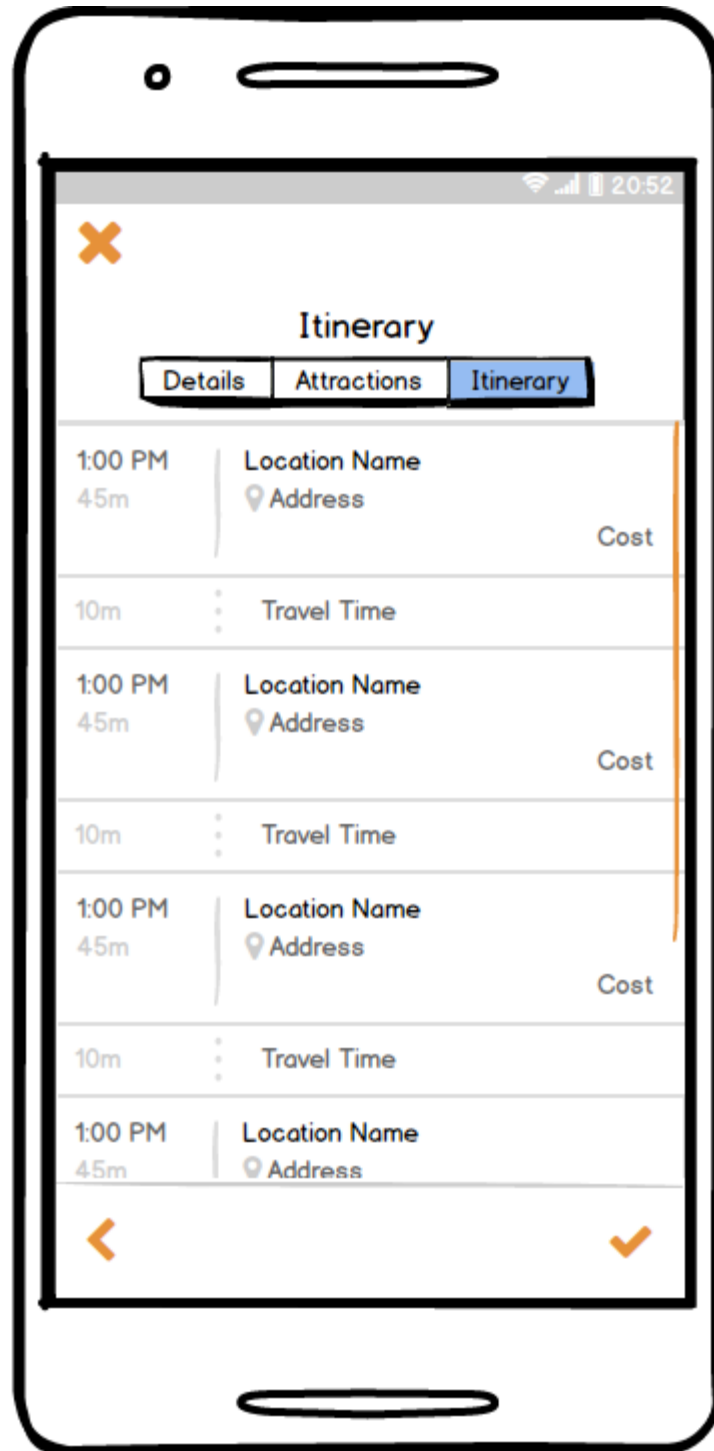 20:52
Itinerary
Details Attractions Itinerary
1:00 PM Location Name
45m Address
Cost
10m Travel Time
1:00 PM Location Name
45m Address
Cost
10m Travel Time
1:00 PM Location Name
45m Address
Cost
10m Travel Time
1:00 PM Location Name
45m Address